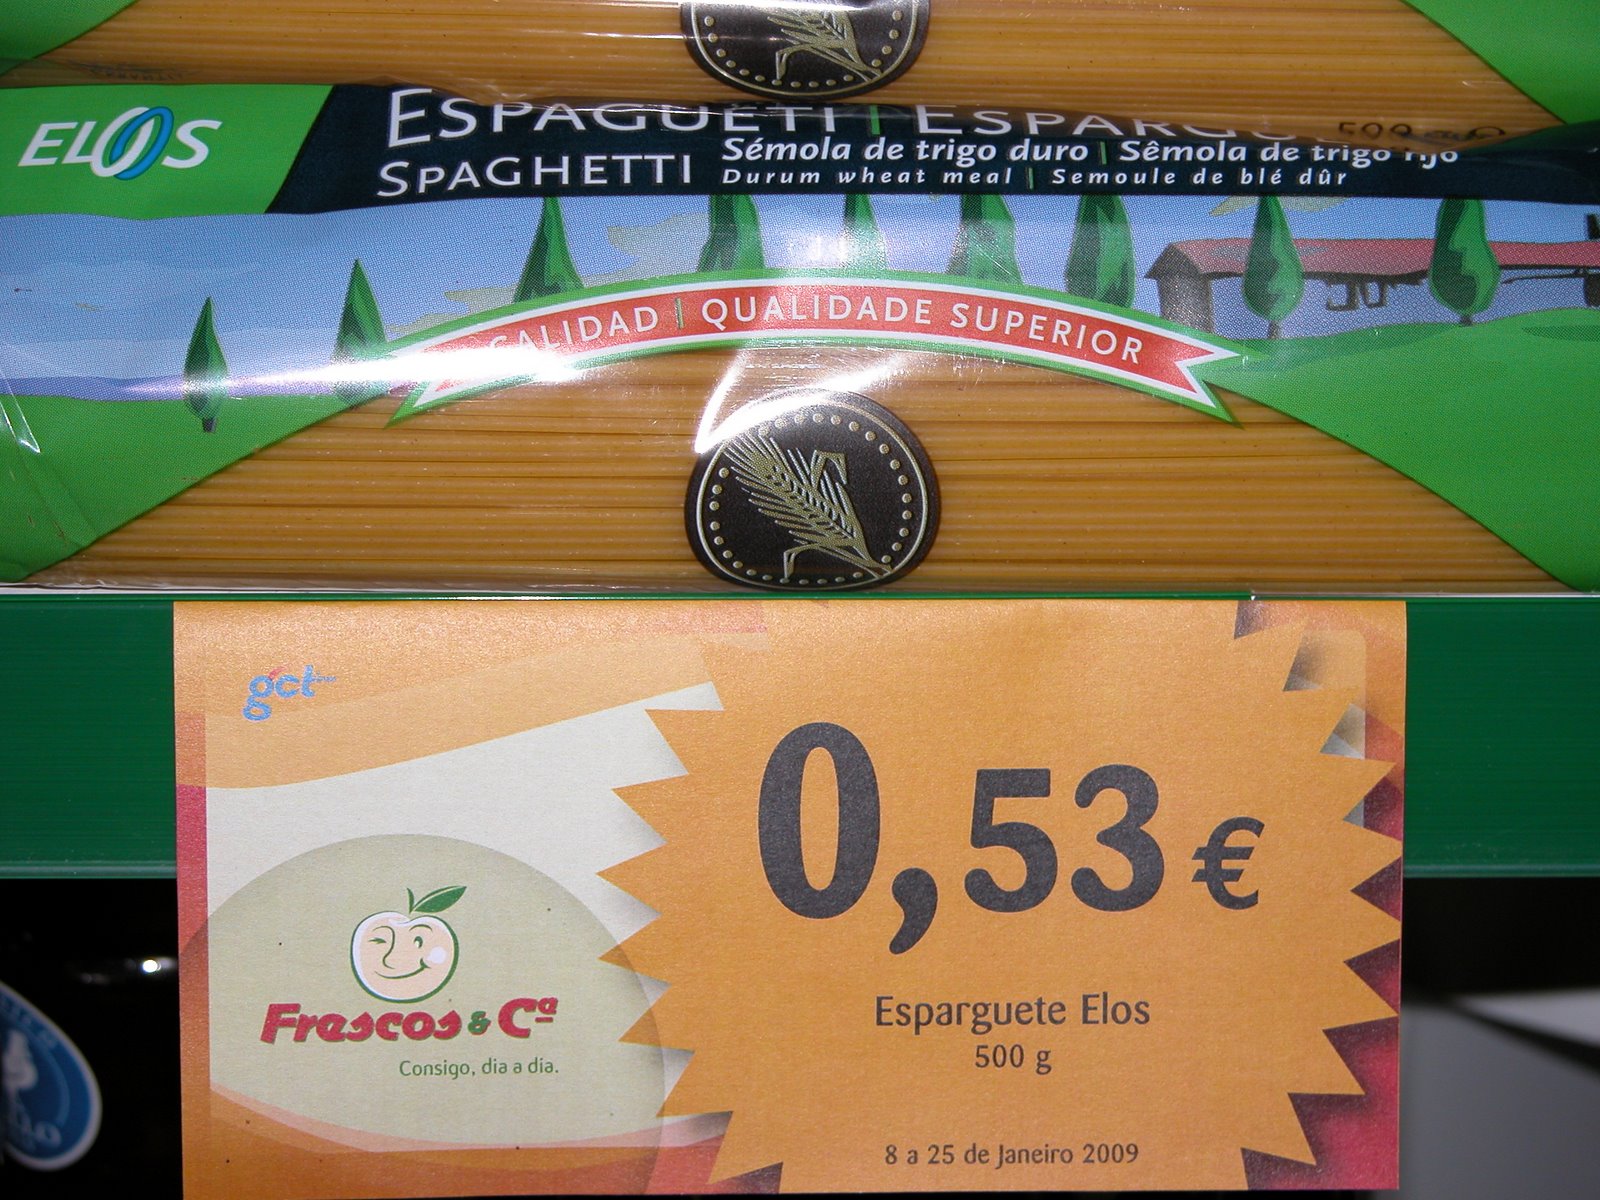 ELOS
ESPAGUETI | ESPARGU
SPAGHETTI
500
Sémola de trigo duro | Sêmola de trigo rijo
Durum wheat meal | Semoule de blé dûr
CALIDAD | QUALIDADE SUPERIOR
gct
0,53 €
Frescos & Cª
Consigo, dia a dia.
Esparguete Elos
500 g
8 a 25 de Janeiro 2009